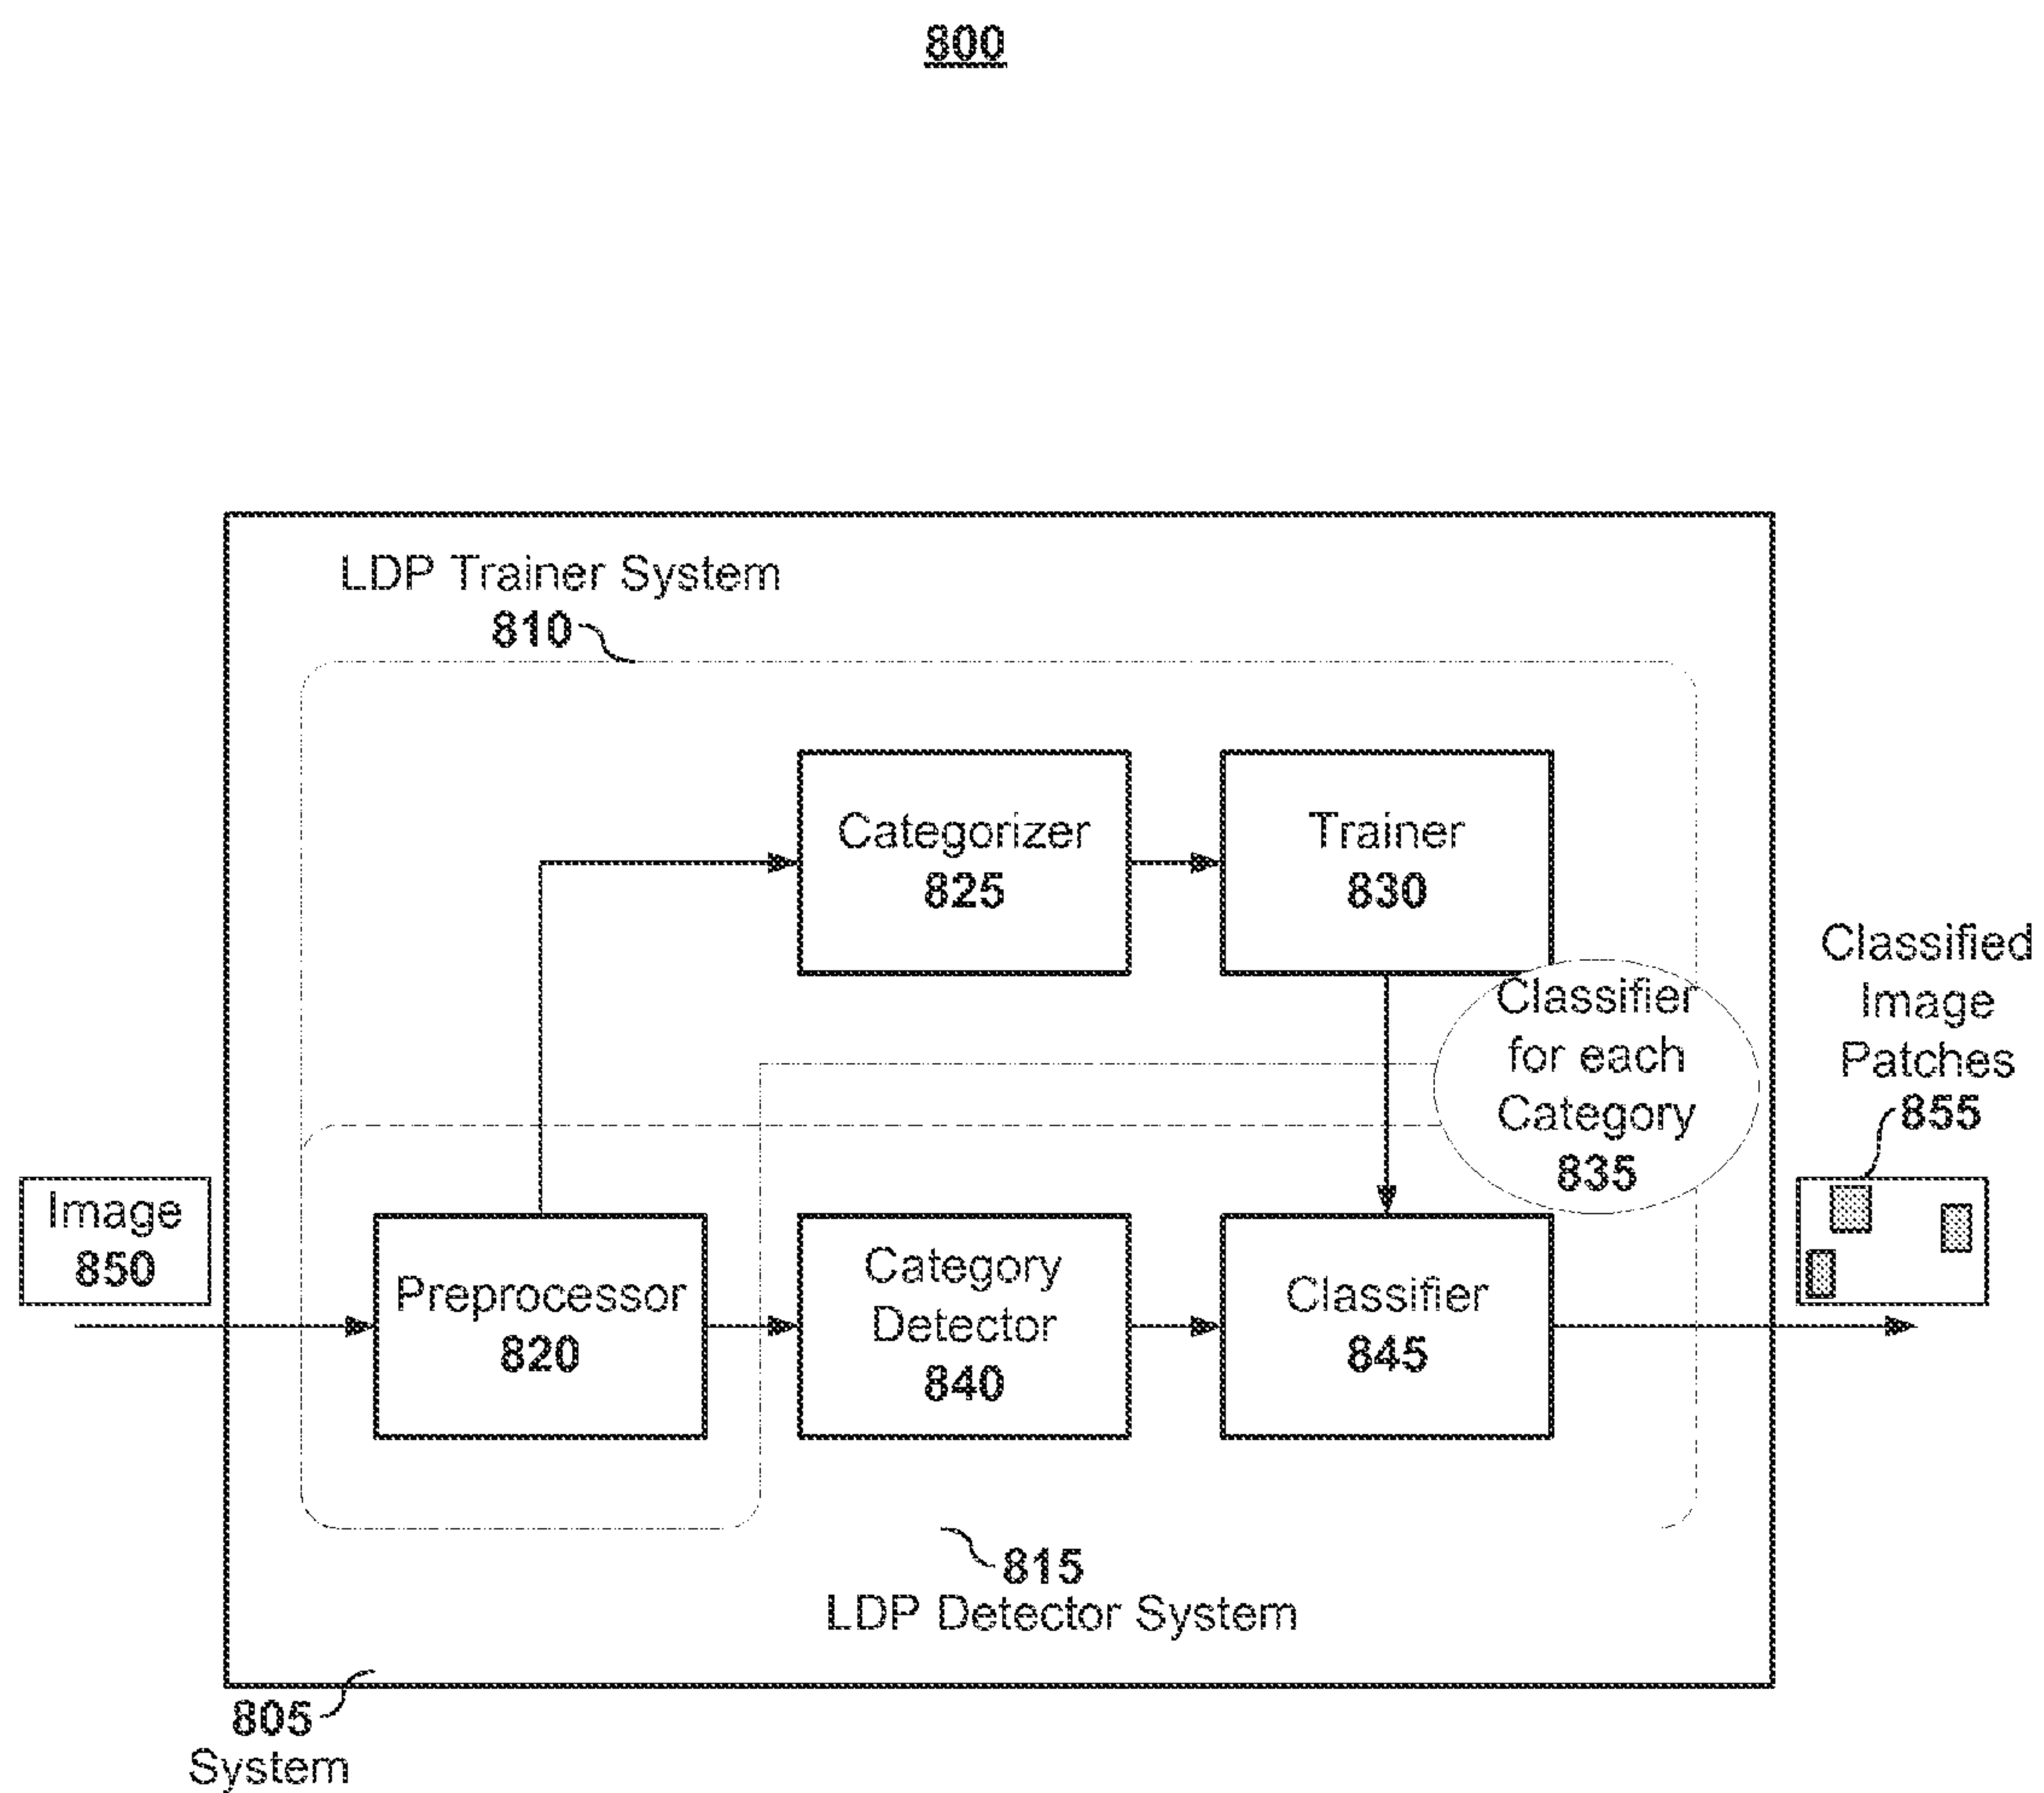 800
LDP Trainer System
810
Categorizer
825
Trainer
830
Classifier
for each
Category
835
Classified
Image
Patches
855
Image
850
Preprocessor
820
Category
Detector
840
Classifier
845
815
LDP Detector System
805
System